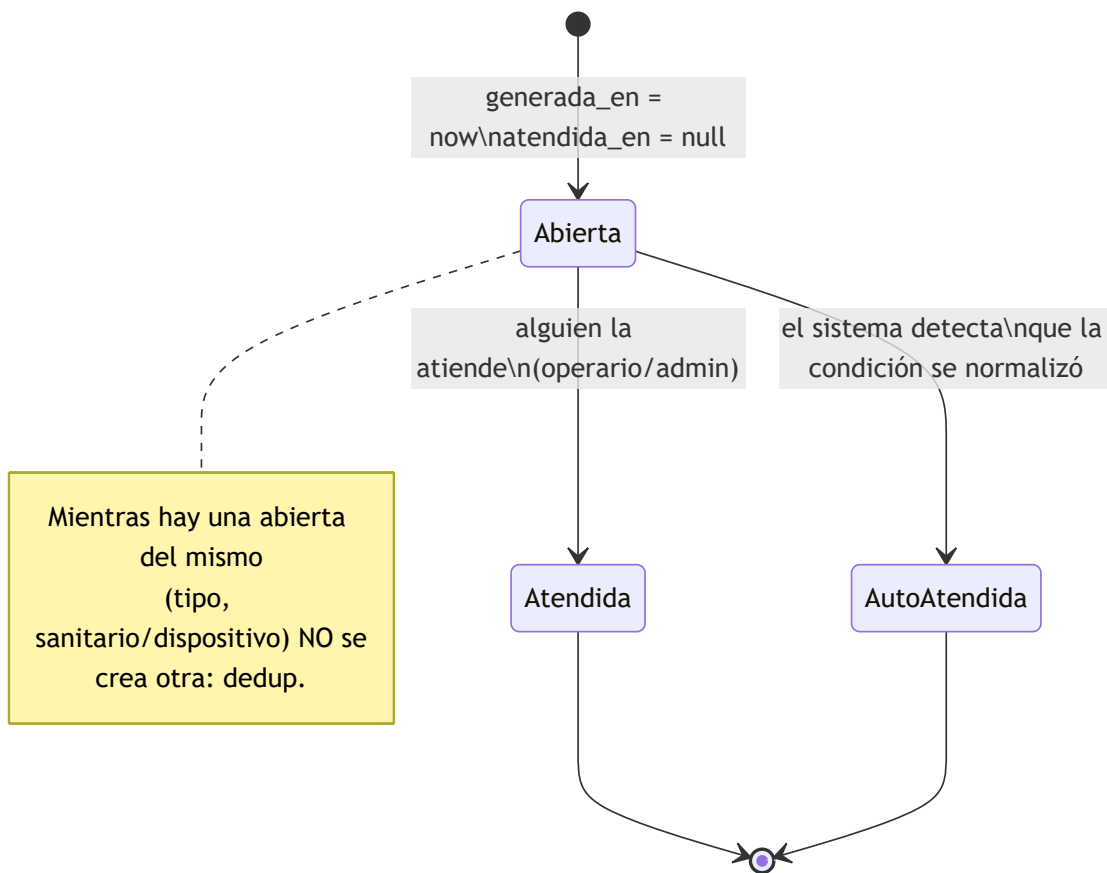 generada_en =
now\natendida_en = null
Abierta
alguien la
atiende\n(operario/admin)
el sistema detecta\nque la
condición se normalizó
Mientras hay una abierta
del mismo
(tipo,
sanitario/dispositivo) NO se
crea otra: dedup.
Atendida
AutoAtendida